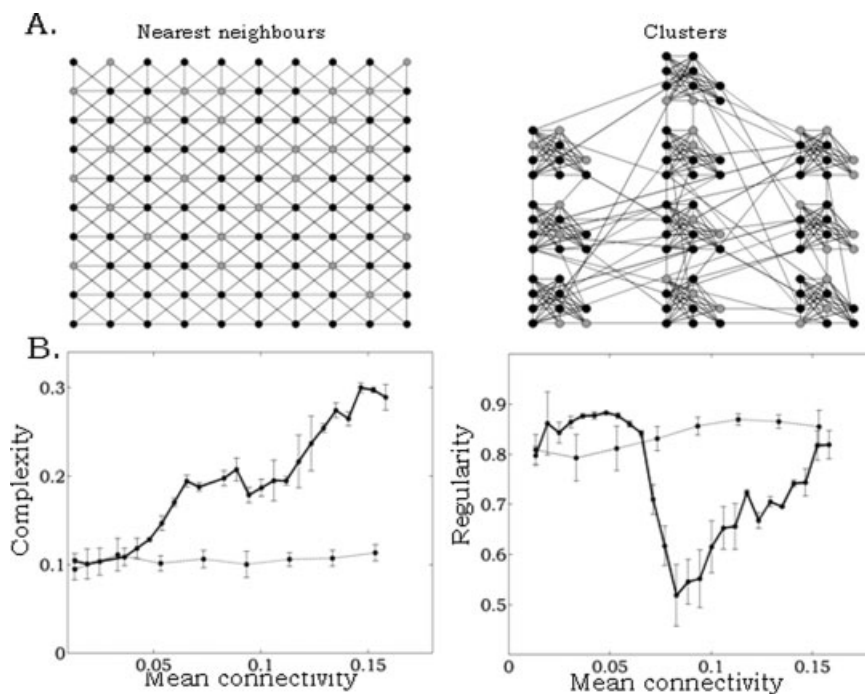 A.
Nearest neighbours
Clusters
B.
Complexity
0.3
0.2
0.1
0
0.05
0.1
0.15
Mean connectivity
Regularity
0.9
0.8
0.7
0.6
0.5
0
0.05
0.1
0.15
Mean connectivity